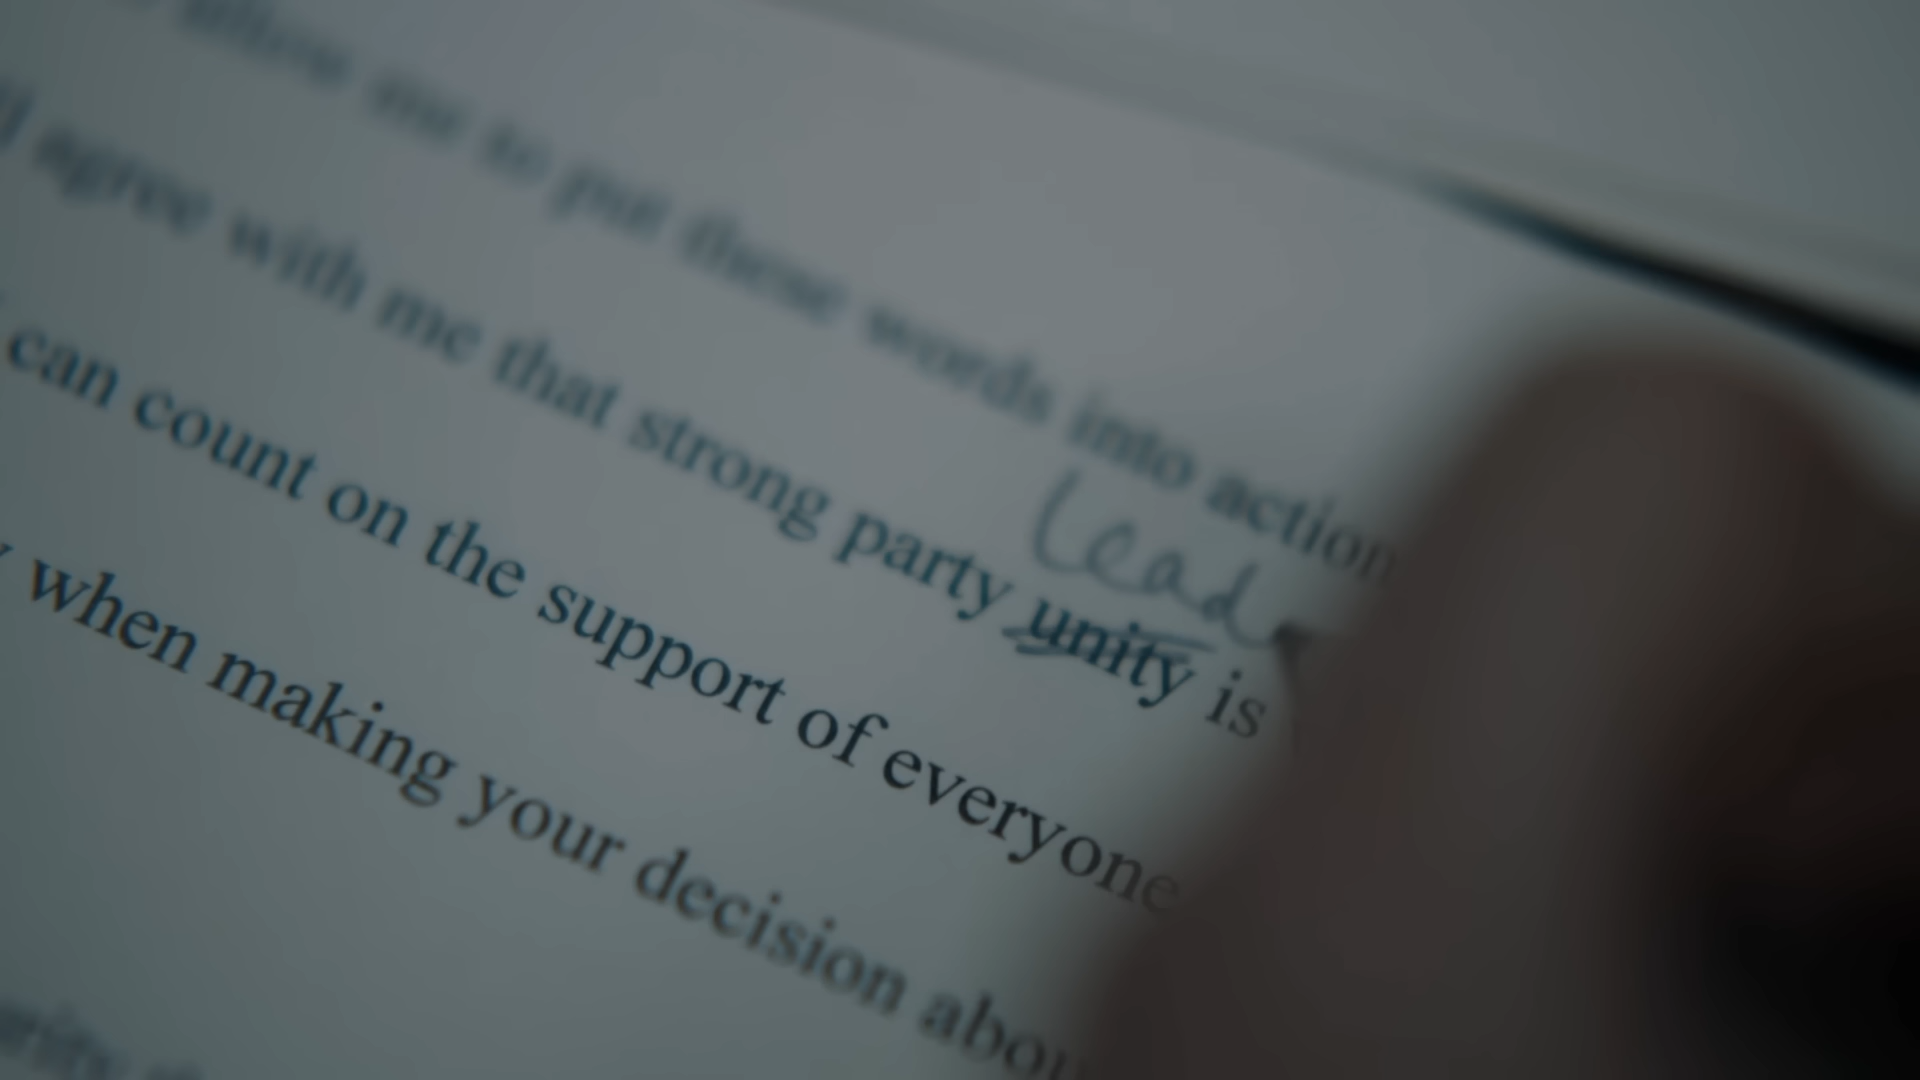 allow me to put these words into action
agree with me that strong party unity is
lead
can count on the support of everyone
when making your decision abou